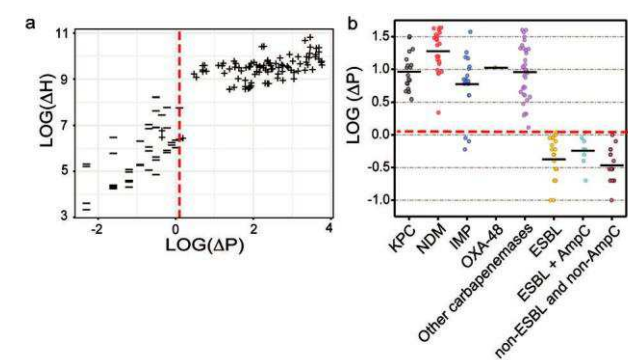 a
LOG(ΔH)
11
9
7
5
3
-2
0
2
4
LOG(ΔP)
b
LOG (ΔP)
1.5
1.0
0.5
0.0
-0.5
-1.0
KPC
NDM
IMP
OXA-48
Other carbapenemases
ESBL
ESBL + AmpC
non-ESBL and non-AmpC